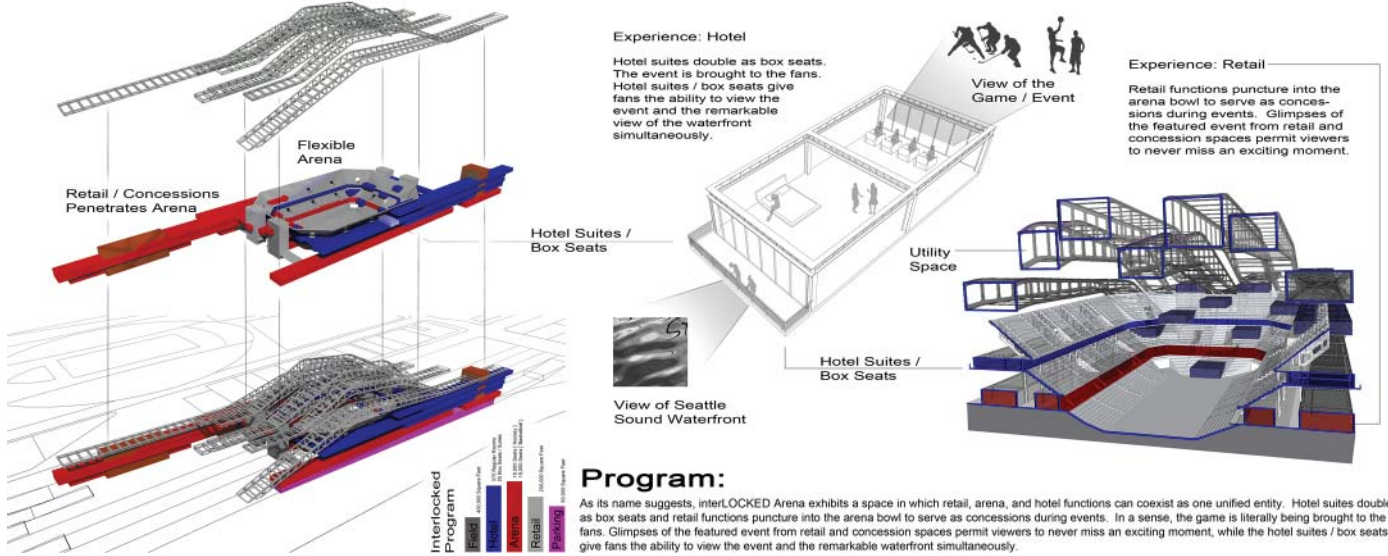 Experience: Hotel
Hotel suites double as box seats.
The event is brought to the fans.
Hotel suites / box seats give
fans the ability to view the
event and the remarkable
view of the waterfront
simultaneously.
View of the
Game / Event
Experience: Retail
Retail functions puncture into the
arena bowl to serve as conces-
sions during events. Glimpses of
the featured event from retail and
concession spaces permit viewers
to never miss an exciting moment.
Flexible
Arena
Retail / Concessions
Penetrates Arena
Hotel Suites /
Box Seats
Utility
Space
Hotel Suites /
Box Seats
View of Seattle
Sound Waterfront
Interlocked
Program
Field
Hotel
Arena
Retail
Parking
Program:
As its name suggests, interLOCKED Arena exhibits a space in which retail, arena, and hotel functions can coexist as one unified entity. Hotel suites double
as box seats and retail functions puncture into the arena bowl to serve as concessions during events. In a sense, the game is literally being brought to the
fans. Glimpses of the featured event from retail and concession spaces permit viewers to never miss an exciting moment, while the hotel suites / box seats
give fans the ability to view the event and the remarkable waterfront simultaneously.